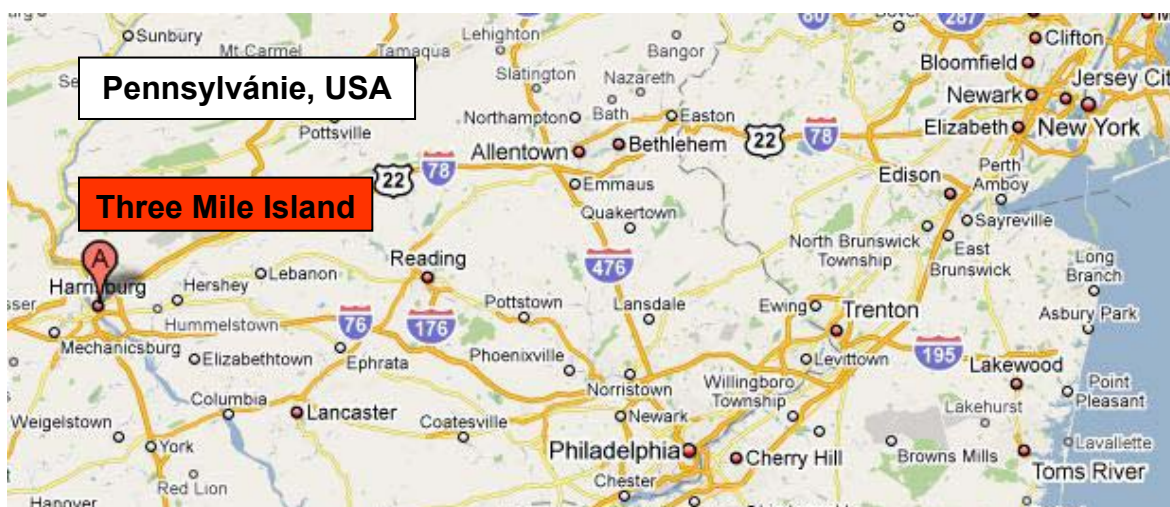 80
287
Sunbury
Mt Carmel
Tamaqua
Lehighton
Bangor
Clifton
Bloomfield
Pennsylvánie, USA
Slatington
Nazareth
Jersey Cit
Newark
Northampton
Bath
Easton
Elizabeth
New York
Pottsville
22
78
Allentown
Bethlehem
78
22
Edison
Perth
Amboy
Emmaus
Three Mile Island
Quakertown
Sayreville
North Brunswick
Township
East
Brunswick
A
Lebanon
Reading
476
Long
Branch
Harrisburg
Hershey
Pottstown
Lansdale
Ewing
Trenton
Asbury Park
Hummelstown
76
176
Mechanicsburg
Elizabethtown
Ephrata
Phoenixville
Levittown
195
Lakewood
Norristown
Willingboro
Township
Point
Pleasant
Columbia
Lancaster
Coatesville
Newark
Lakehurst
Weigelstown
York
Philadelphia
Cherry Hill
Browns Mills
Lavallette
Toms River
Red Lion
Chester
Hanover